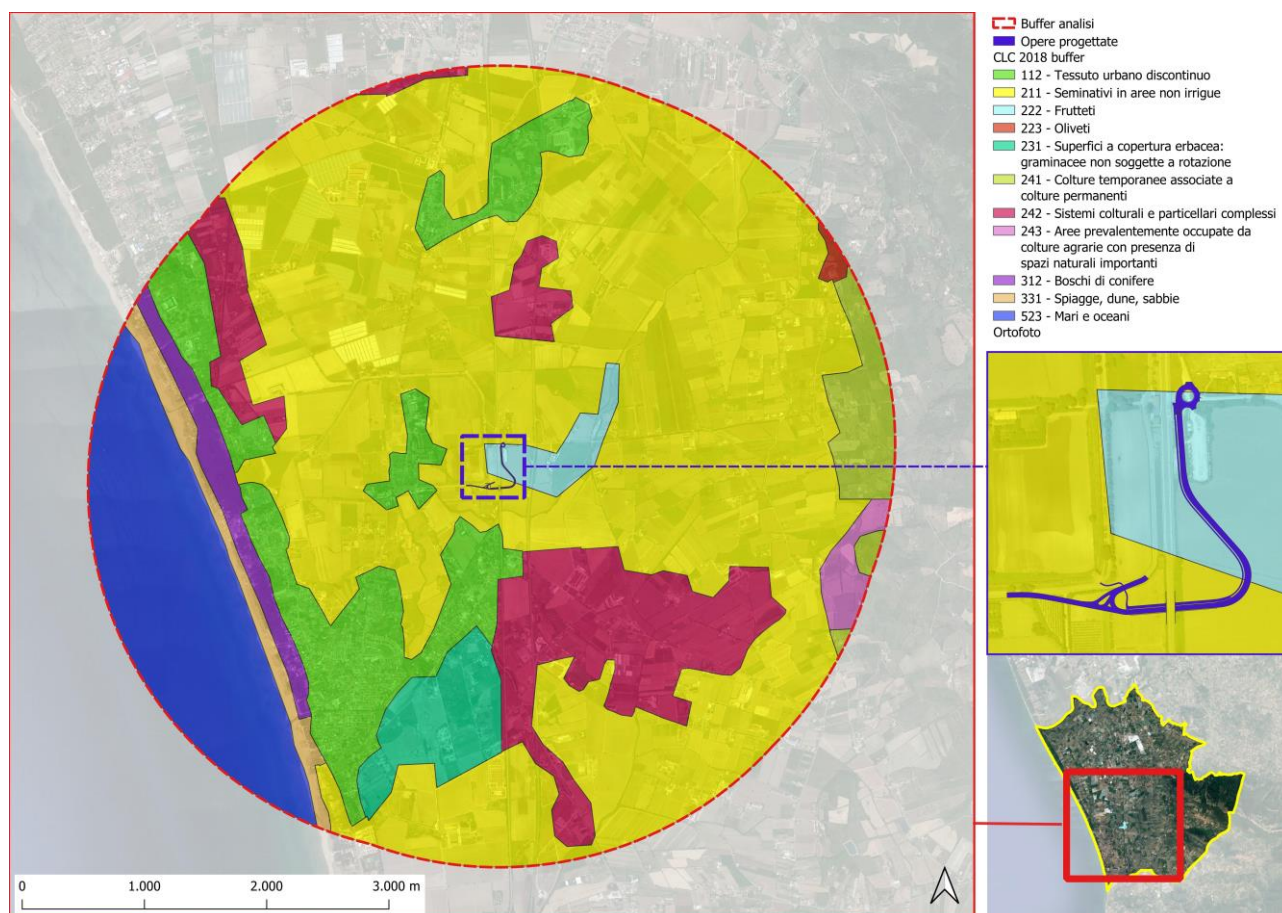 Buffer analisi
Opere progettate
CLC 2018 buffer
112 - Tessuto urbano discontinuo
211 - Seminativi in aree non irrigue
222 - Frutteti
223 - Oliveti
231 - Superfici a copertura erbacea:
graminacee non soggette a rotazione
241 - Colture temporanee associate a
colture permanenti
242 - Sistemi colturali e particellari complessi
243 - Aree prevalentemente occupate da
colture agrarie con presenza di
spazi naturali importanti
312 - Boschi di conifere
331 - Spiagge, dune, sabbie
523 - Mari e oceani
Ortofoto
0 1.000 2.000 3.000 m